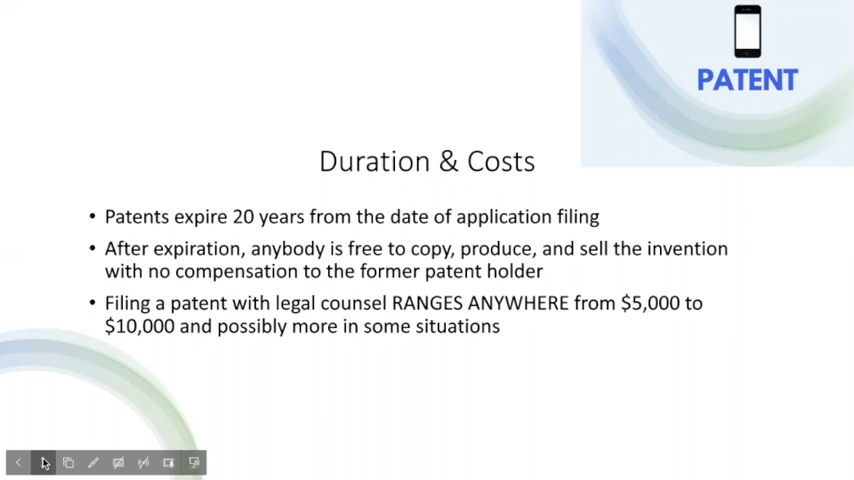 PATENT
Duration & Costs
• Patents expire 20 years from the date of application filing
• After expiration, anybody is free to copy, produce, and sell the invention
with no compensation to the former patent holder
• Filing a patent with legal counsel RANGES ANYWHERE from $5,000 to
$10,000 and possibly more in some situations